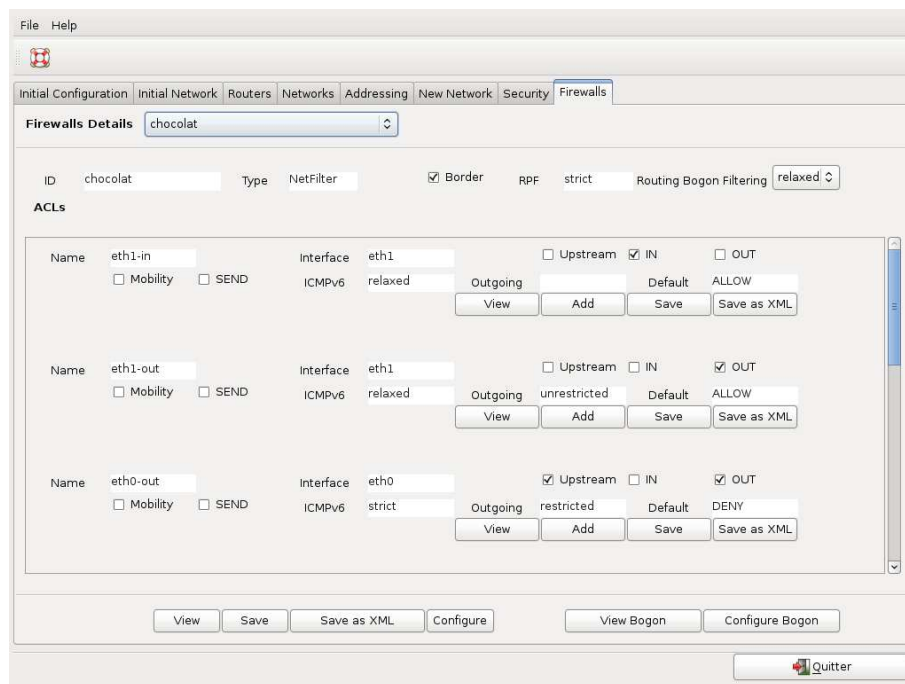 File Help
Initial Configuration Initial Network Routers Networks Addressing New Network Security Firewalls
Firewalls Details chocolat
ID chocolat Type NetFilter Border RPF strict Routing Bogon Filtering relaxed
ACLs
Name eth1-in Interface eth1 Upstream IN OUT
Mobility SEND ICMPv6 relaxed Outgoing Default ALLOW
View Add Save Save as XML
Name eth1-out Interface eth1 Upstream IN OUT
Mobility SEND ICMPv6 relaxed Outgoing unrestricted Default ALLOW
View Add Save Save as XML
Name eth0-out Interface eth0 Upstream IN OUT
Mobility SEND ICMPv6 strict Outgoing restricted Default DENY
View Add Save Save as XML
View Save Save as XML Configure View Bogon Configure Bogon
Quitter